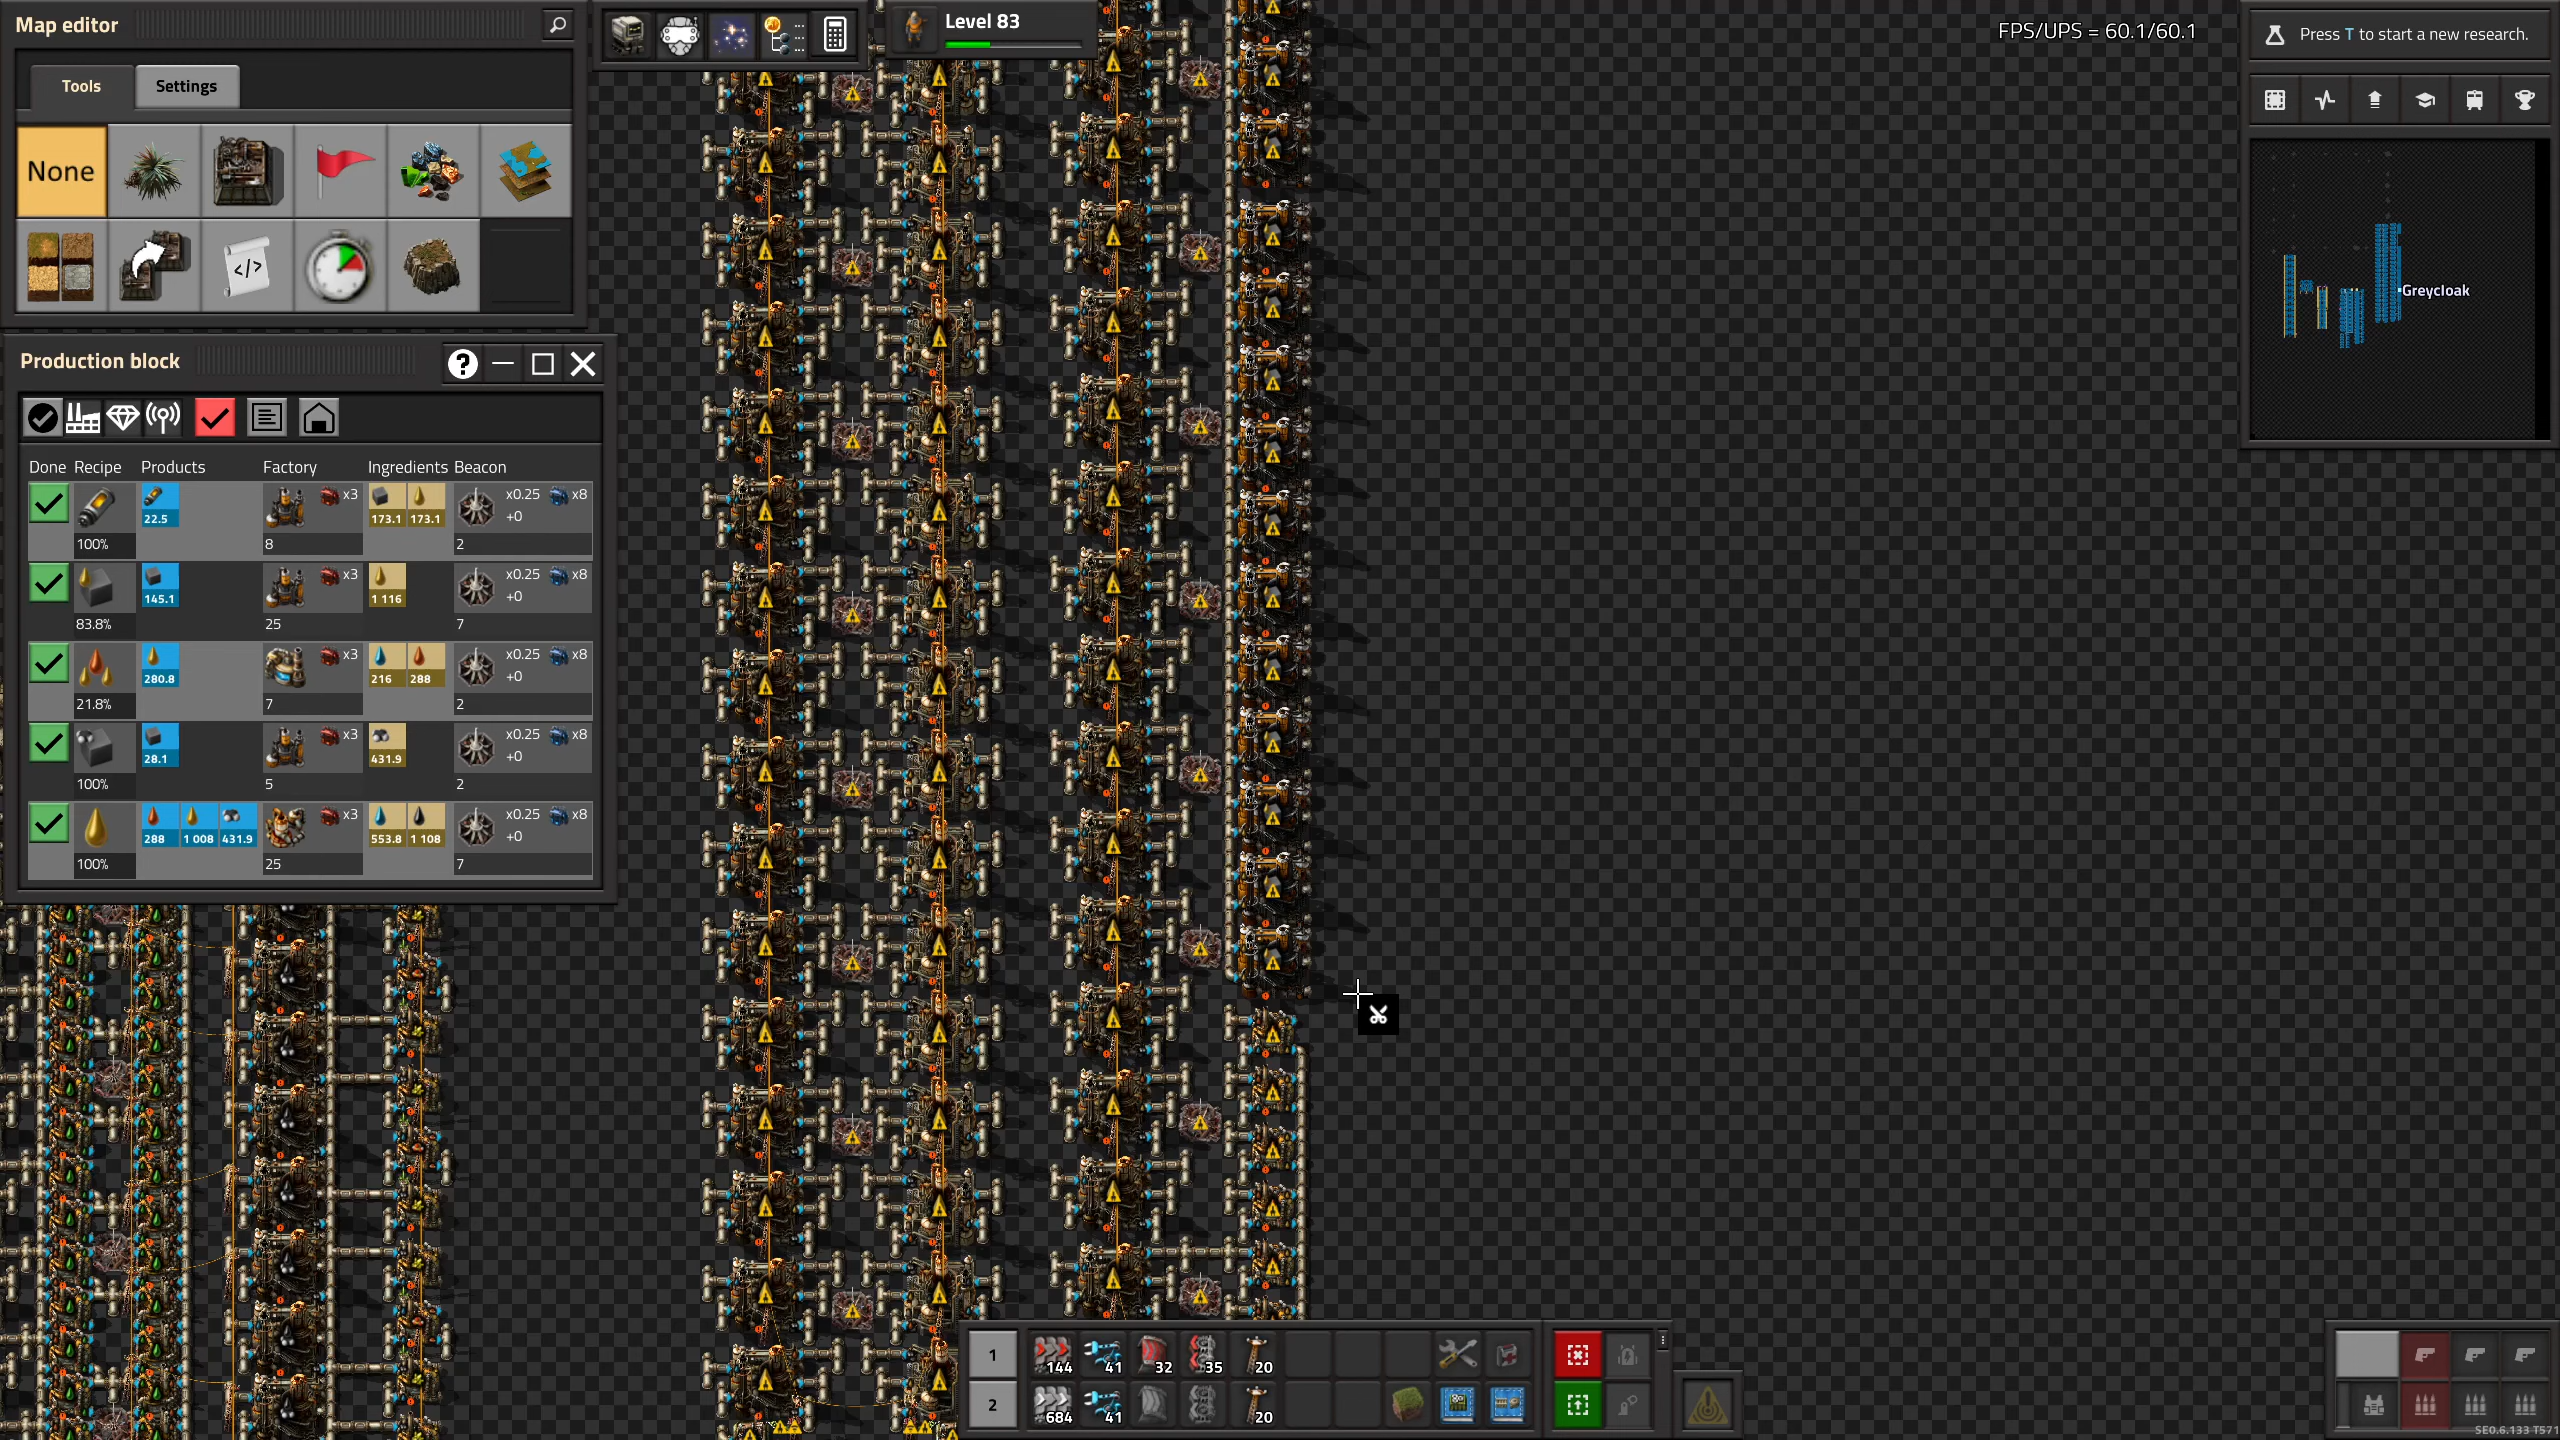 Map editor
Level 83
FPS/UPS = 60.1/60.1
Press T to start a new research.
Tools
Settings
None
</>
Greycloak
Production block
?
Done Recipe Products Factory Ingredients Beacon
22.5 x3 173.1 173.1 x0.25 x8
+0
100% 8 2
145.1 x3 1 116 x0.25 x8
+0
83.8% 25 7
280.8 x3 216 288 x0.25 x8
+0
21.8% 7 2
28.1 x3 431.9 x0.25 x8
+0
100% 5 2
288 1 008 431.9 x3 553.8 1 108 x0.25 x8
+0
100% 25 7
1 144 41 32 35 20
2 684 41 20
SE0.6.133 T571